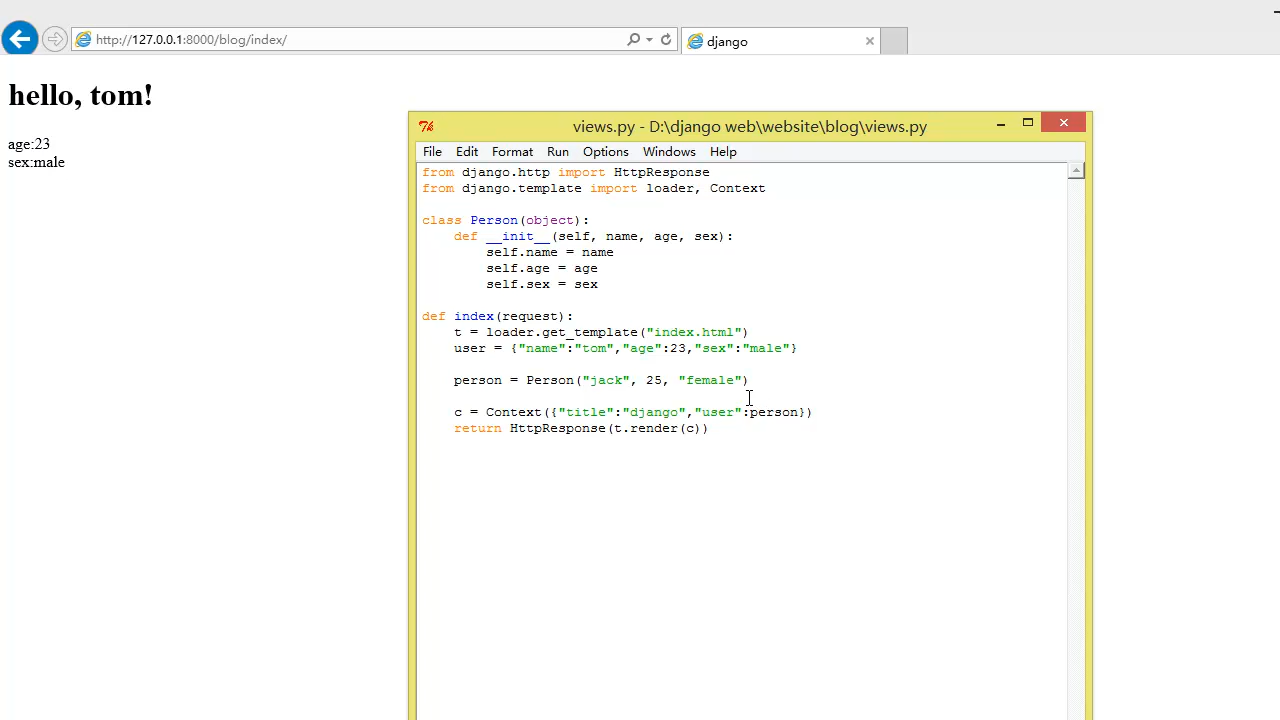 http://127.0.0.1:8000/blog/index/
django
hello, tom!
age:23
sex:male
views.py - D:\django web\website\blog\views.py
File Edit Format Run Options Windows Help
from django.http import HttpResponse
from django.template import loader, Context
class Person(object):
    def __init__(self, name, age, sex):
        self.name = name
        self.age = age
        self.sex = sex
def index(request):
    t = loader.get_template("index.html")
    user = {"name":"tom","age":23,"sex":"male"}
    person = Person("jack", 25, "female")
    c = Context({"title":"django","user":person})
    return HttpResponse(t.render(c))